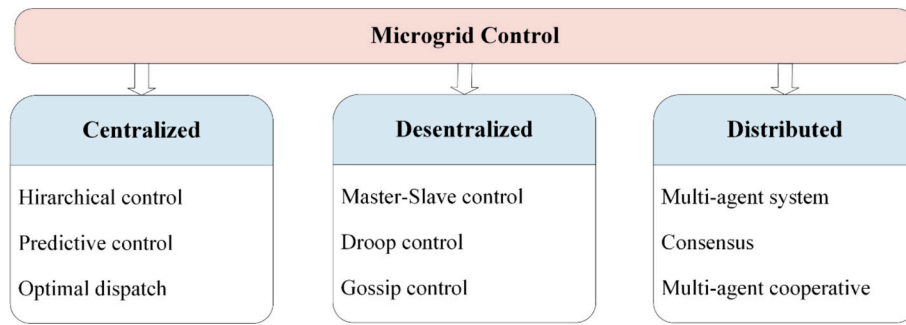 Microgrid Control
Centralized
Hirarchical control
Predictive control
Optimal dispatch
Desentralized
Master-Slave control
Droop control
Gossip control
Distributed
Multi-agent system
Consensus
Multi-agent cooperative